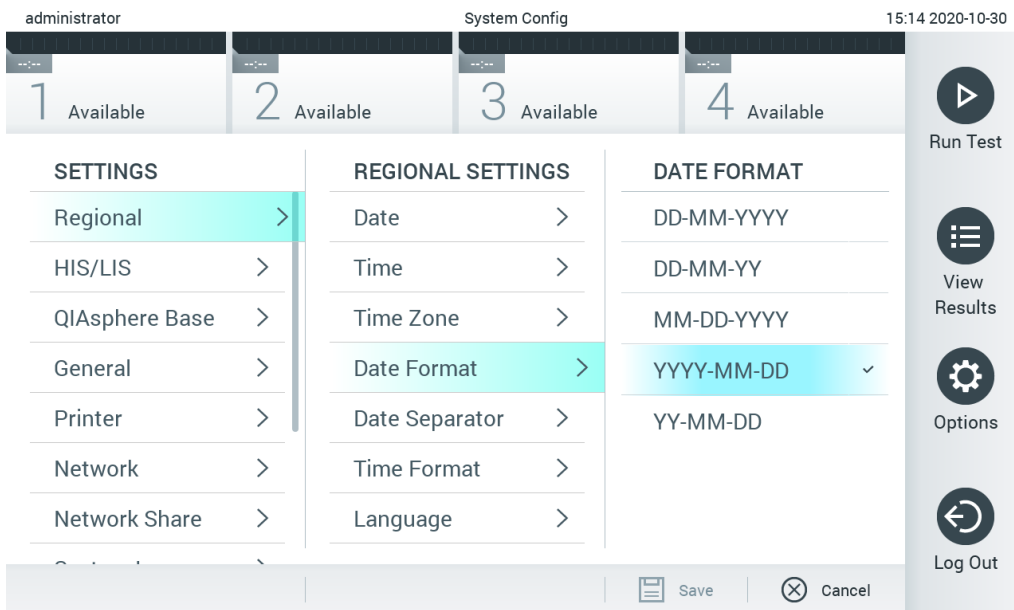 administrator
System Config
15:14 2020-10-30
--:--
--:--
--:--
--:--
1 Available
2 Available
3 Available
4 Available
Run Test
View
Results
Options
Log Out
SETTINGS
Regional
HIS/LIS
QIAsphere Base
General
Printer
Network
Network Share
REGIONAL SETTINGS
Date
Time
Time Zone
Date Format
Date Separator
Time Format
Language
DATE FORMAT
DD-MM-YYYY
DD-MM-YY
MM-DD-YYYY
YYYY-MM-DD
YY-MM-DD
Save
Cancel